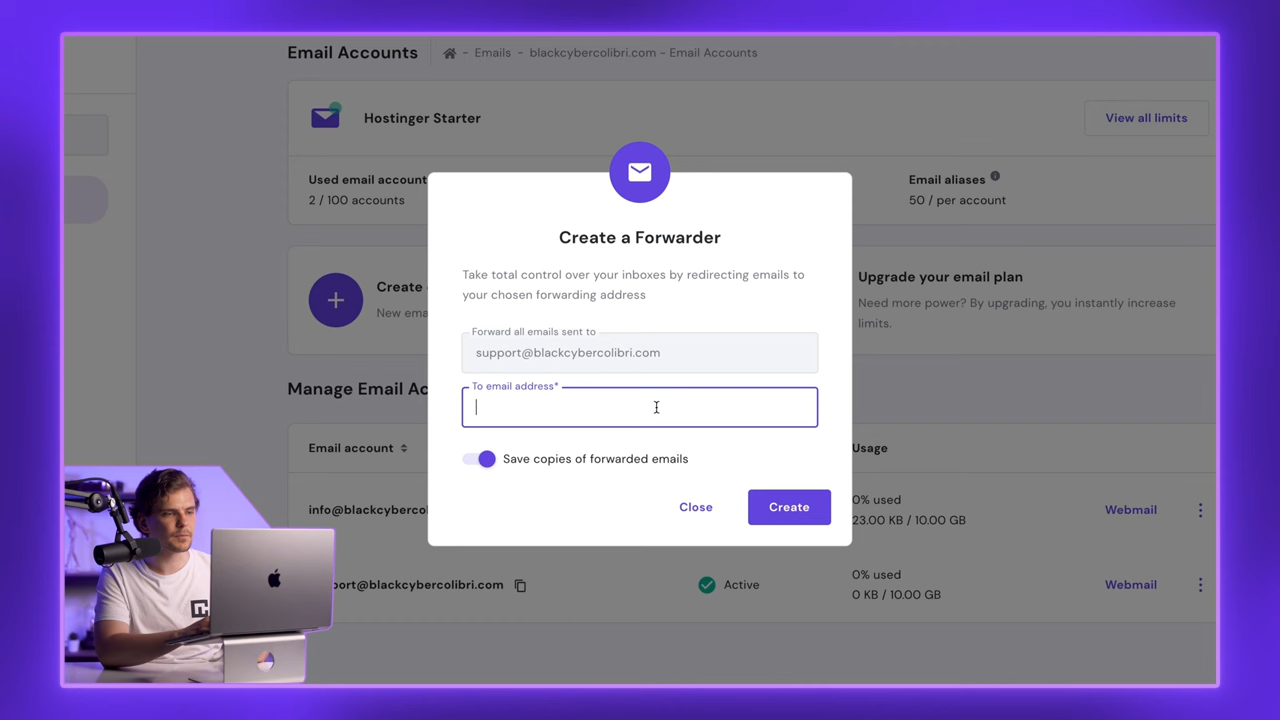 Email Accounts
- Emails - blackcybercolibri.com - Email Accounts
Hostinger Starter
View all limits
Used email account
2 / 100 accounts
Email aliases
50 / per account
Create a Forwarder
Take total control over your inboxes by redirecting emails to
your chosen forwarding address
Forward all emails sent to
support@blackcybercolibri.com
To email address*
Save copies of forwarded emails
Close
Create
Create
New ema
Upgrade your email plan
Need more power? By upgrading, you instantly increase
limits.
Manage Email Ac
Email account
Usage
info@blackcybercol
0% used
23.00 KB / 10.00 GB
Webmail
port@blackcybercolibri.com
Active
0% used
0 KB / 10.00 GB
Webmail